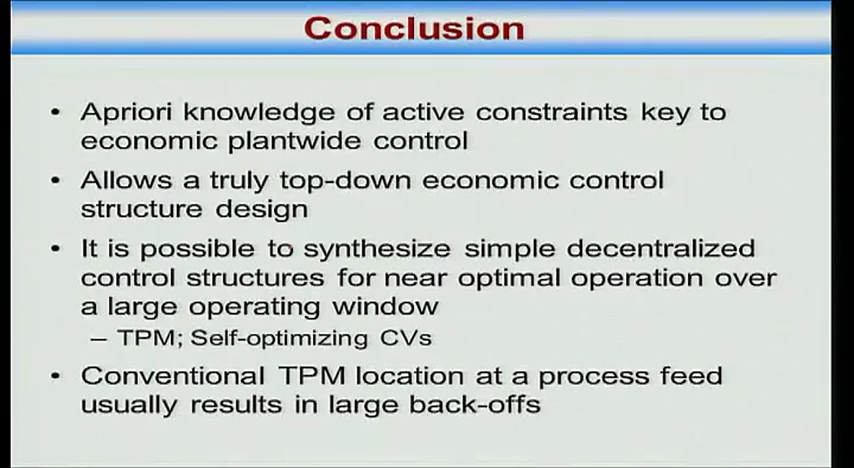 Conclusion
• Apriori knowledge of active constraints key to
economic plantwide control
• Allows a truly top-down economic control
structure design
• It is possible to synthesize simple decentralized
control structures for near optimal operation over
a large operating window
– TPM; Self-optimizing CVs
• Conventional TPM location at a process feed
usually results in large back-offs